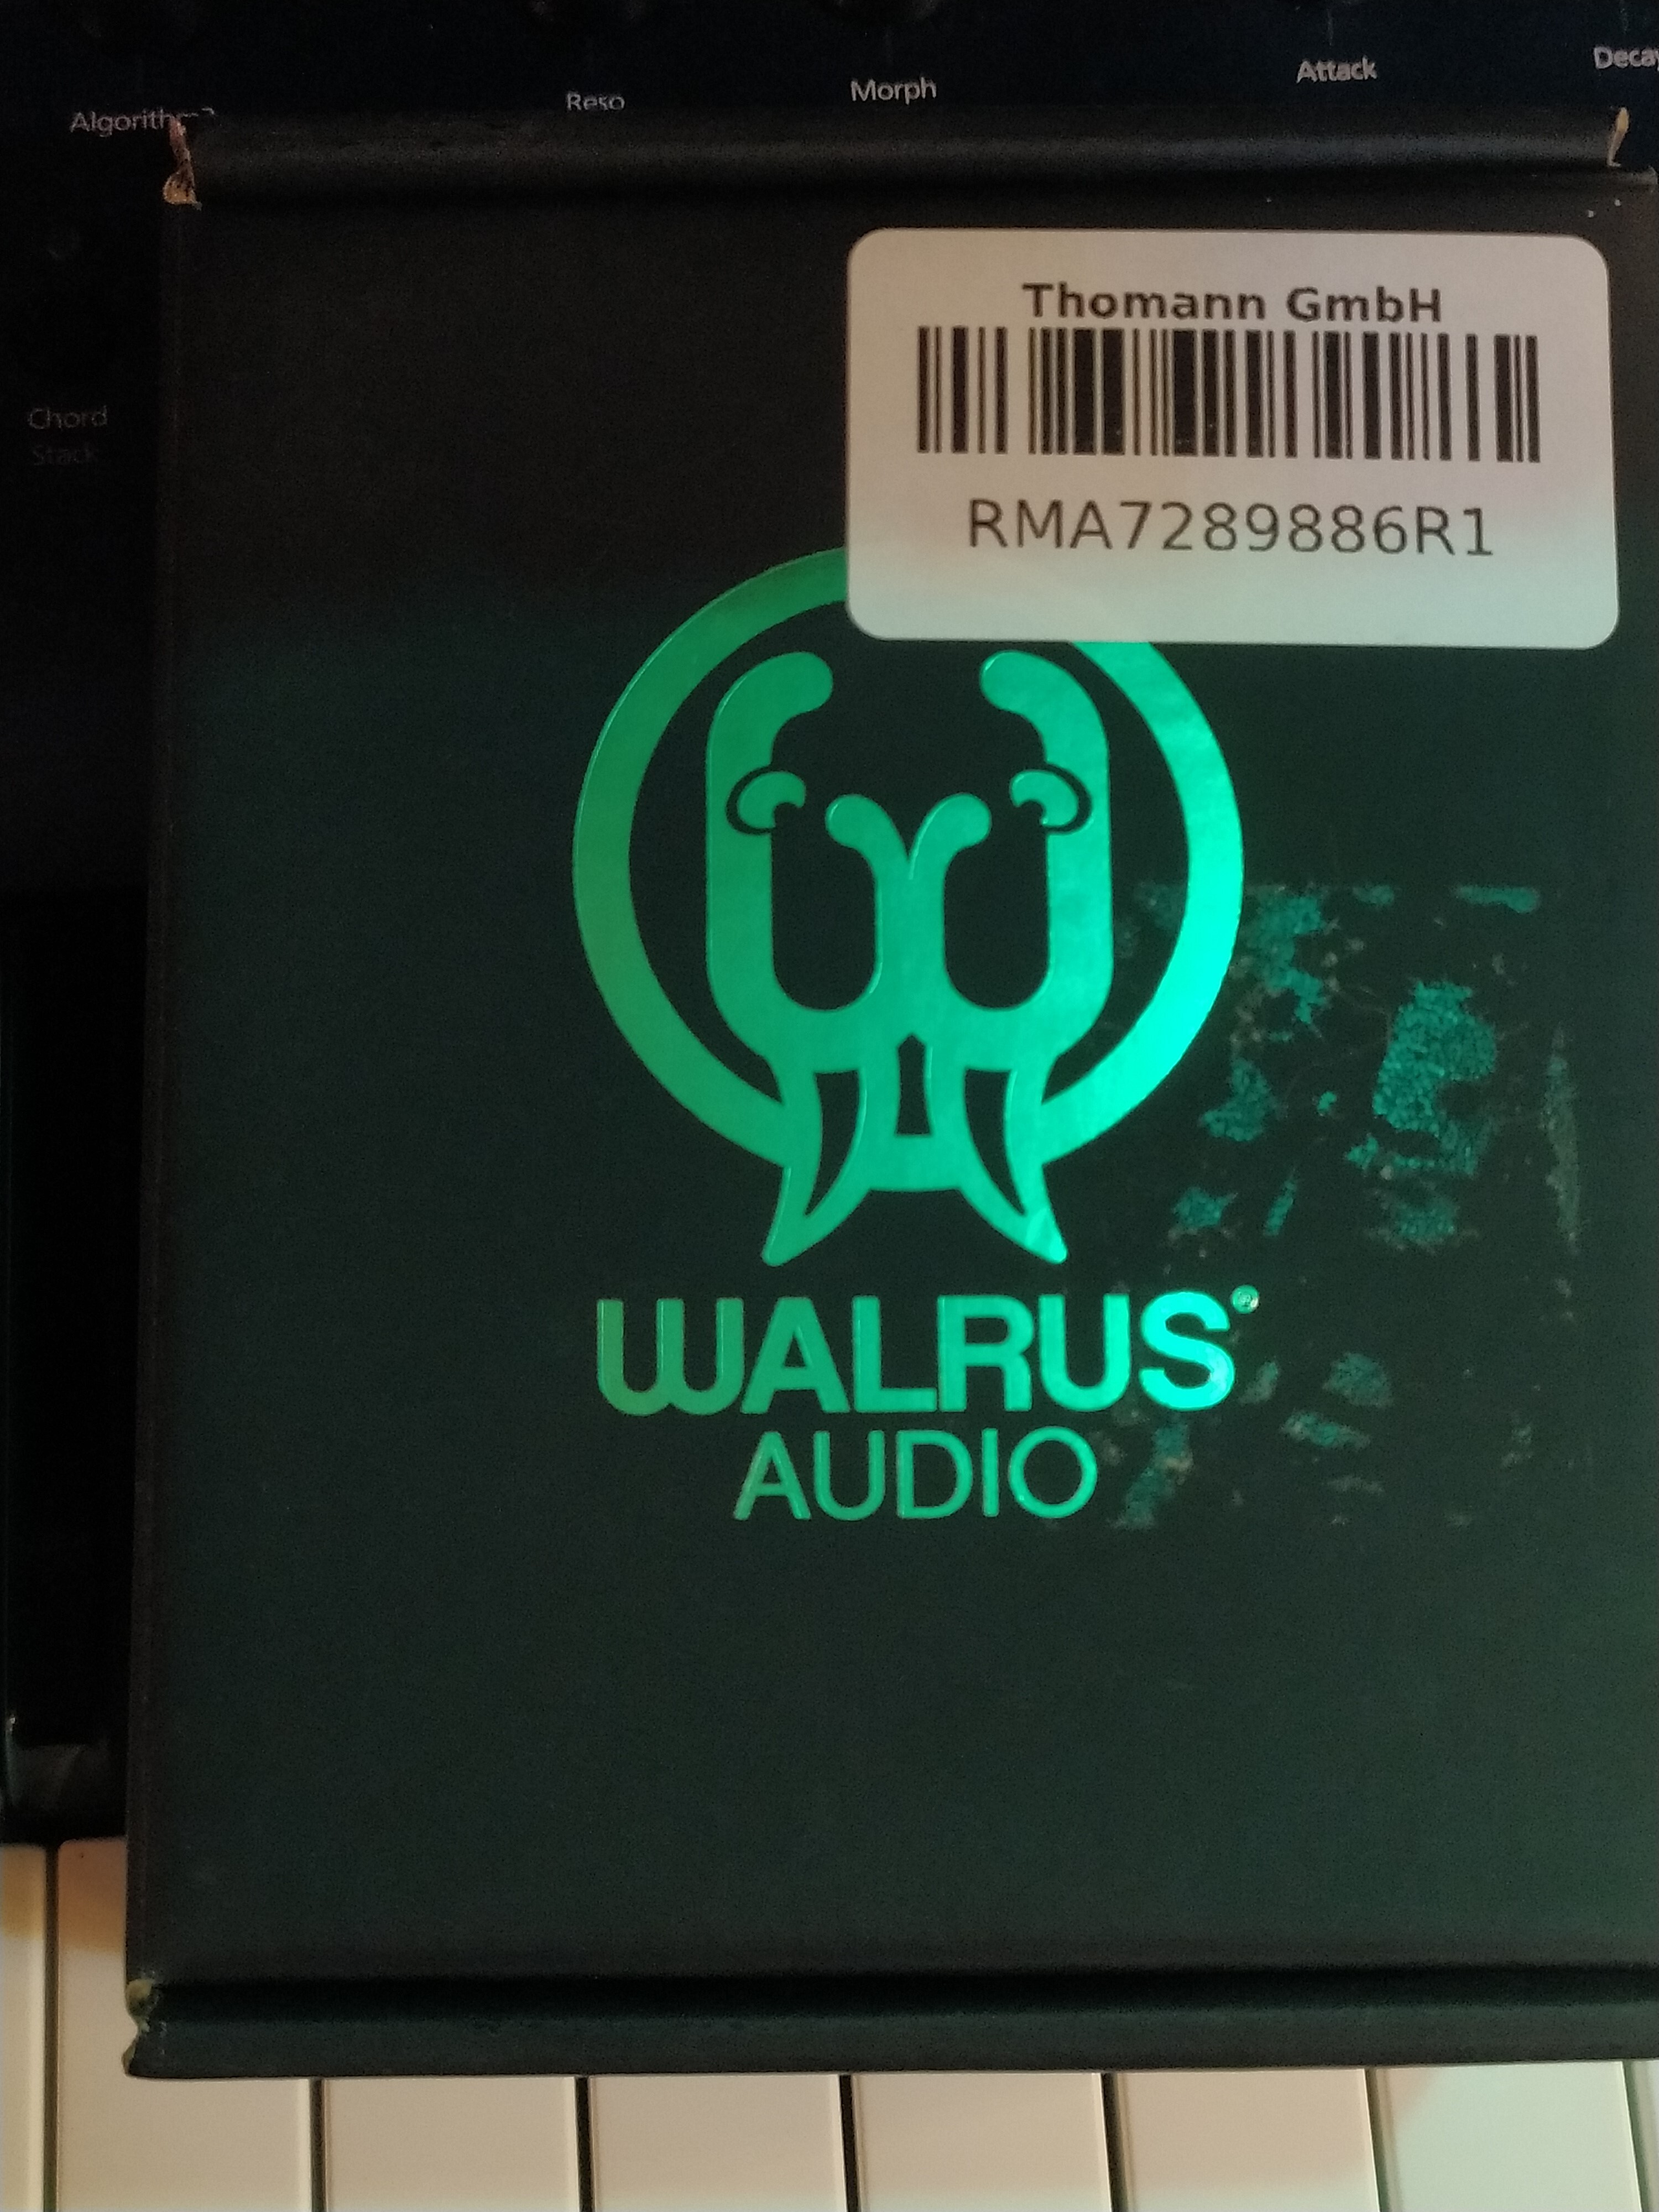 Reso
Morph
Attack
Chord
Stack
Thomann GmbH
RMA7289886R1
WALRUS®
AUDIO